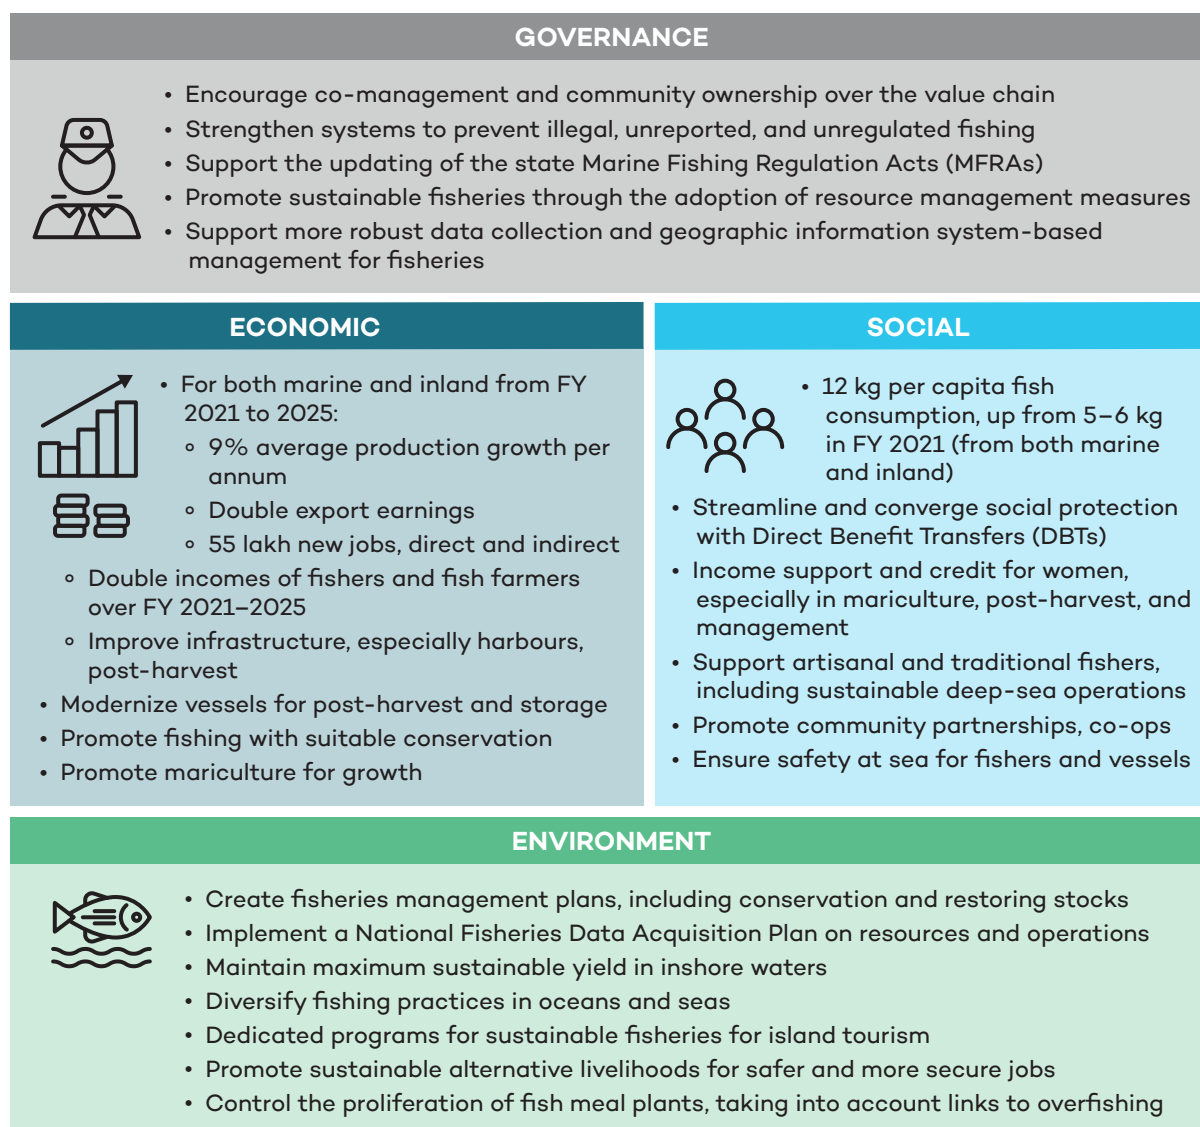 GOVERNANCE
• Encourage co-management and community ownership over the value chain
• Strengthen systems to prevent illegal, unreported, and unregulated fishing
• Support the updating of the state Marine Fishing Regulation Acts (MFRAs)
• Promote sustainable fisheries through the adoption of resource management measures
• Support more robust data collection and geographic information system-based
management for fisheries
ECONOMIC
• For both marine and inland from FY
2021 to 2025:
◦ 9% average production growth per
annum
◦ Double export earnings
◦ 55 lakh new jobs, direct and indirect
◦ Double incomes of fishers and fish farmers
over FY 2021–2025
◦ Improve infrastructure, especially harbours,
post-harvest
• Modernize vessels for post-harvest and storage
• Promote fishing with suitable conservation
• Promote mariculture for growth
SOCIAL
• 12 kg per capita fish
consumption, up from 5–6 kg
in FY 2021 (from both marine
and inland)
• Streamline and converge social protection
with Direct Benefit Transfers (DBTs)
• Income support and credit for women,
especially in mariculture, post-harvest, and
management
• Support artisanal and traditional fishers,
including sustainable deep-sea operations
• Promote community partnerships, co-ops
• Ensure safety at sea for fishers and vessels
ENVIRONMENT
• Create fisheries management plans, including conservation and restoring stocks
• Implement a National Fisheries Data Acquisition Plan on resources and operations
• Maintain maximum sustainable yield in inshore waters
• Diversify fishing practices in oceans and seas
• Dedicated programs for sustainable fisheries for island tourism
• Promote sustainable alternative livelihoods for safer and more secure jobs
• Control the proliferation of fish meal plants, taking into account links to overfishing